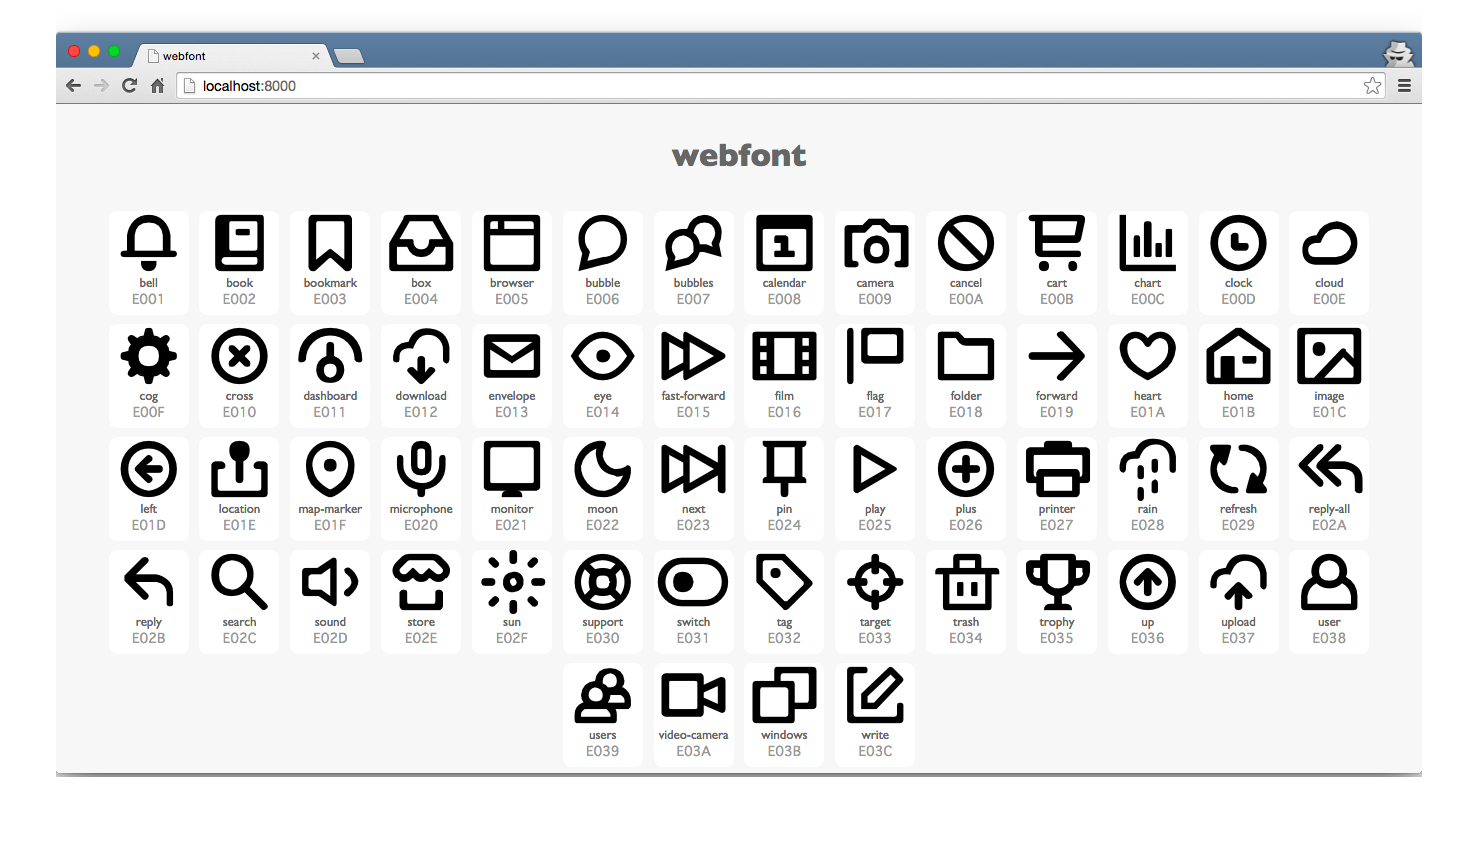 webfont
localhost:8000
webfont
1
bell book bookmark box browser bubble bubbles calendar camera cancel cart chart clock cloud
E001 E002 E003 E004 E005 E006 E007 E008 E009 E00A E00B E00C E00D E00E
cog cross dashboard download envelope eye fast-forward film flag folder forward heart home image
E00F E010 E011 E012 E013 E014 E015 E016 E017 E018 E019 E01A E01B E01C
left location map-marker microphone monitor moon next pin play plus printer rain refresh reply-all
E01D E01E E01F E020 E021 E022 E023 E024 E025 E026 E027 E028 E029 E02A
reply search sound store sun support switch tag target trash trophy up upload user
E02B E02C E02D E02E E02F E030 E031 E032 E033 E034 E035 E036 E037 E038
users video-camera windows write
E039 E03A E03B E03C